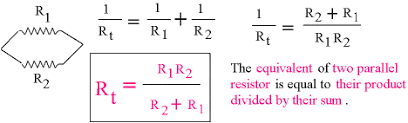 R₁
R₂
1/Rₜ = 1/R₁ + 1/R₂
1/Rₜ = (R₂ + R₁)/(R₁R₂)
Rₜ = (R₁R₂)/(R₂ + R₁)
The equivalent of two parallel
resistor is equal to their product
divided by their sum .